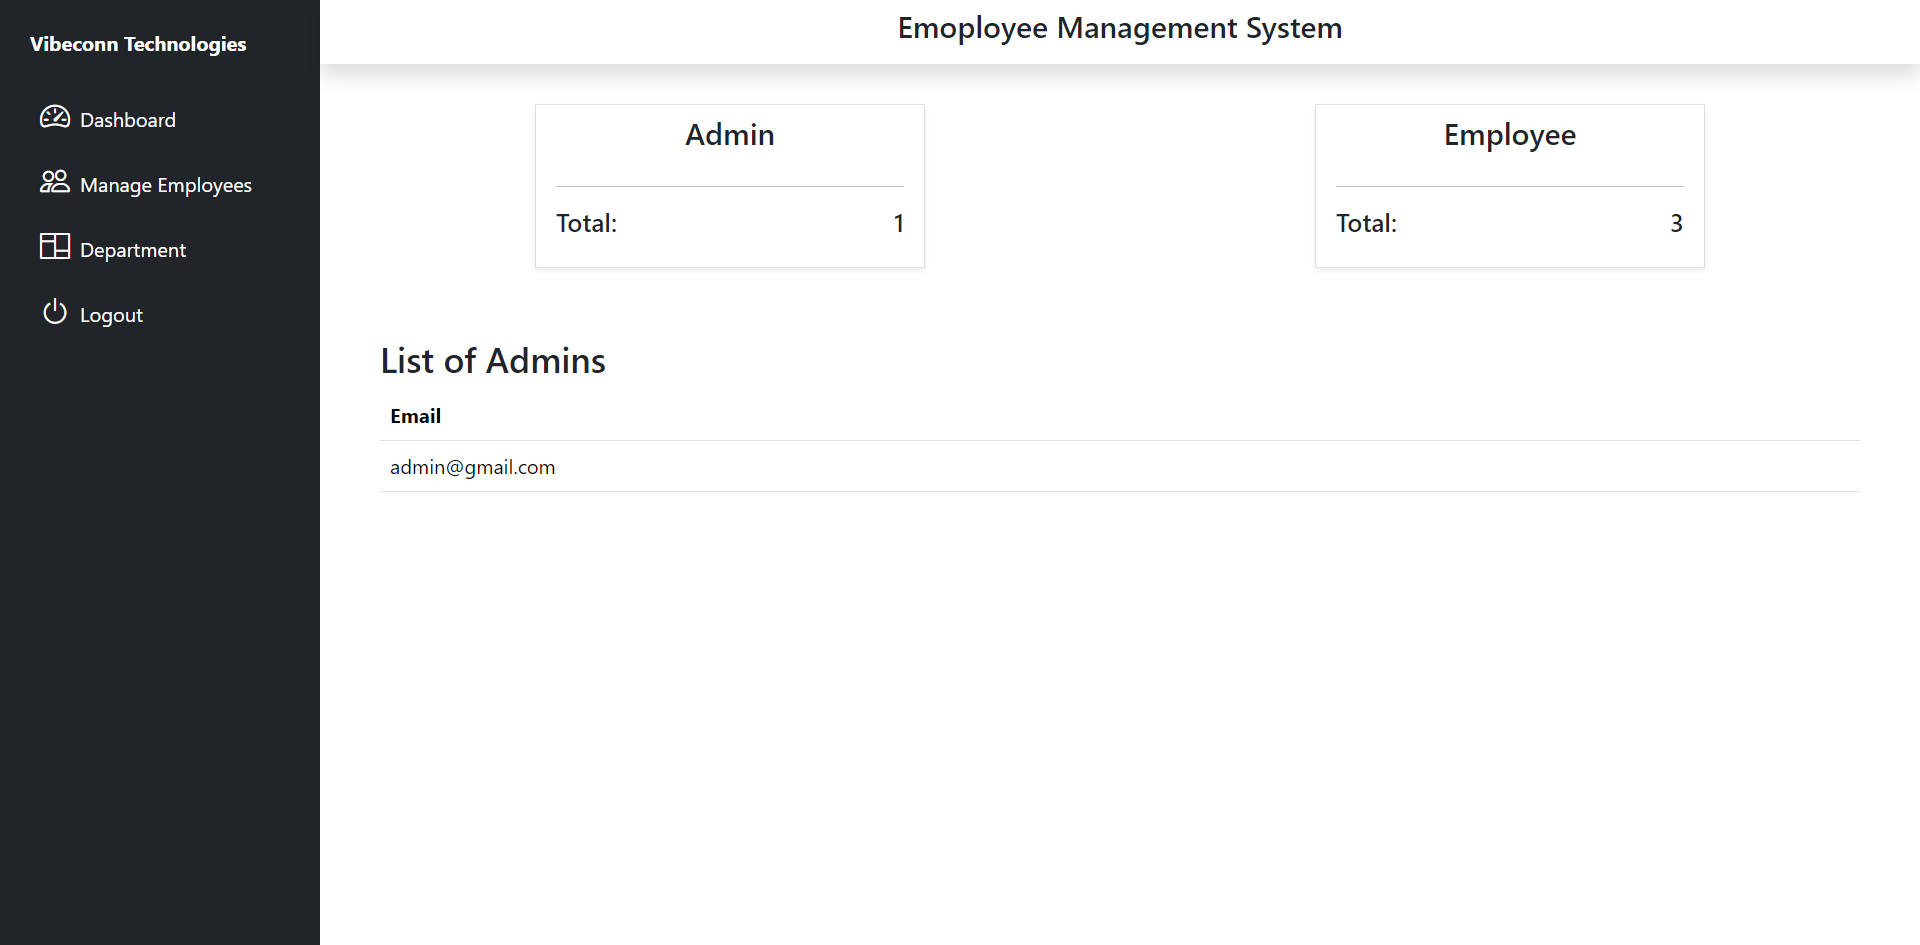 Vibeconn Technologies
Dashboard
Manage Employees
Department
Logout
Emoployee Management System
Admin
Total: 1
Employee
Total: 3
List of Admins
Email
admin@gmail.com